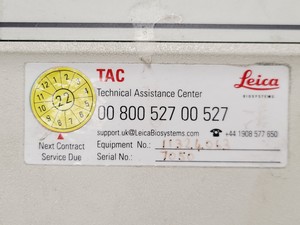 TAC
Leica
BIOSYSTEMS
Technical Assistance Center
00 800 527 00 527
support.uk@LeicaBiosystems.com ☎ +44 1908 577 650
Next Contract
Service Due
Equipment No.:
Serial No.:
22